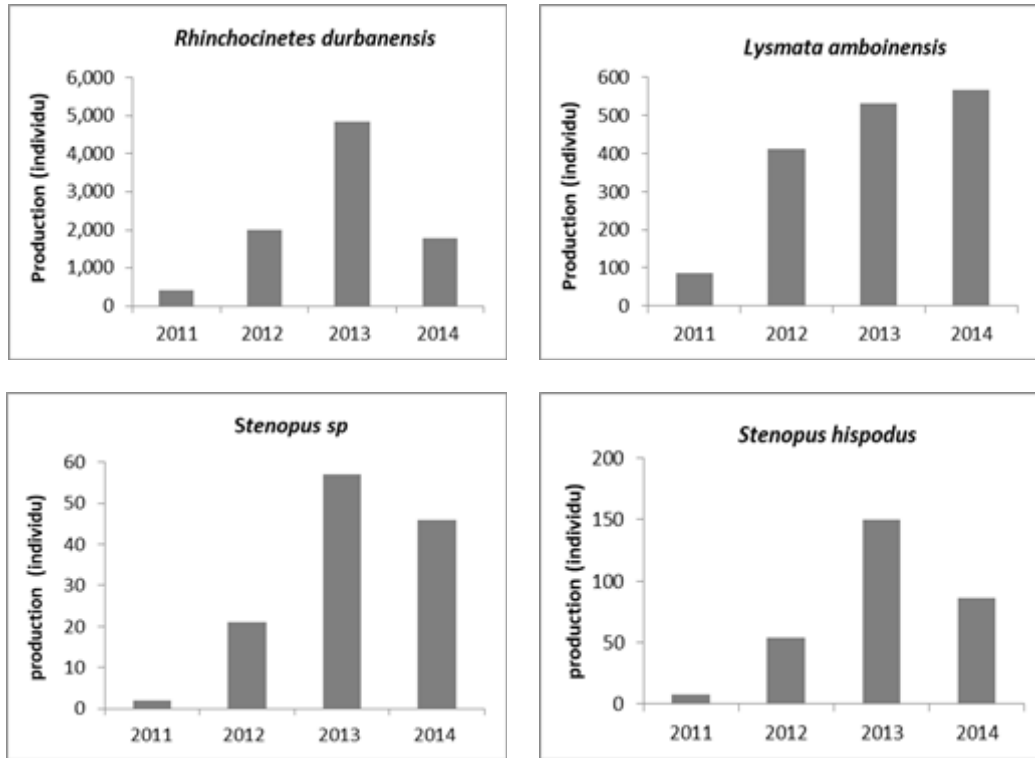 Rhinchocinetes durbanensis
Production (individu)
6,000
5,000
4,000
3,000
2,000
1,000
0
2011 2012 2013 2014
Lysmata amboinensis
Production (individu)
600
500
400
300
200
100
0
2011 2012 2013 2014
Stenopus sp
production (individu)
60
50
40
30
20
10
0
2011 2012 2013 2014
Stenopus hispodus
production (individu)
200
150
100
50
0
2011 2012 2013 2014